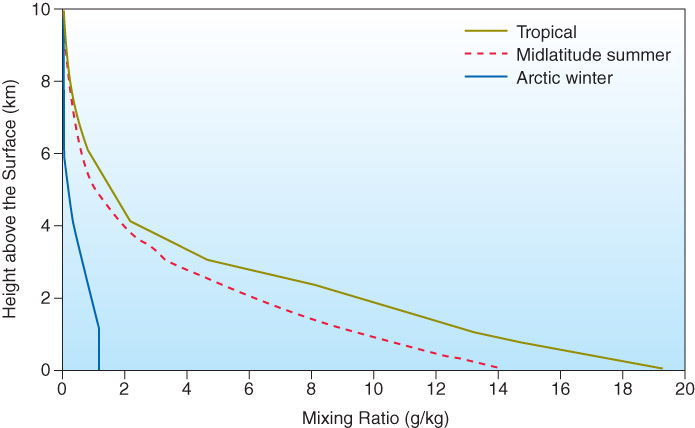 10
8
6
4
2
0
Height above the Surface (km)
Tropical
Midlatitude summer
Arctic winter
0 2 4 6 8 10 12 14 16 18 20
Mixing Ratio (g/kg)